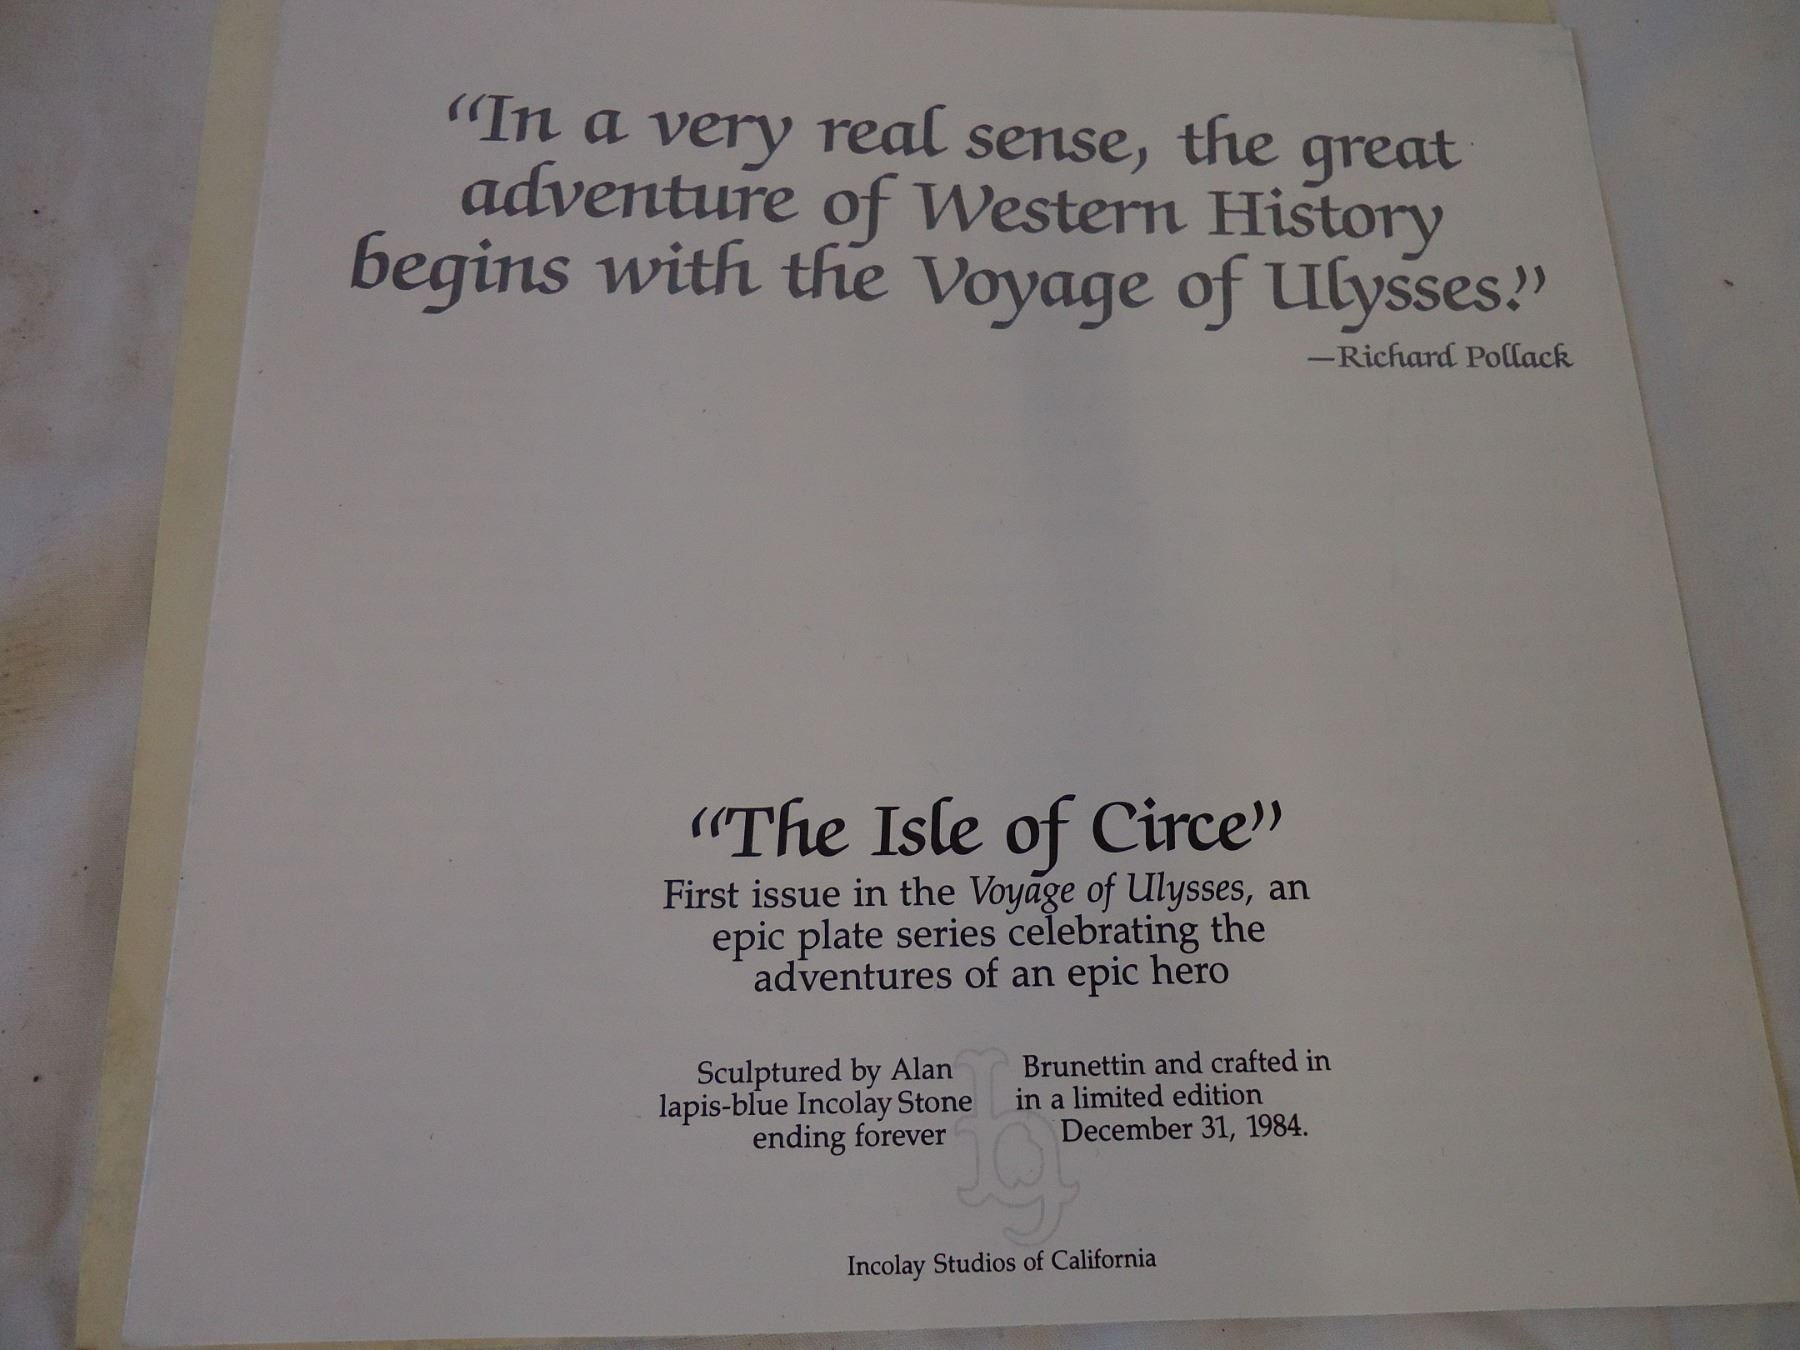 “In a very real sense, the great
adventure of Western History
begins with the Voyage of Ulysses.”
—Richard Pollack
“The Isle of Circe”
First issue in the Voyage of Ulysses, an
epic plate series celebrating the
adventures of an epic hero
Sculptured by Alan Brunettin and crafted in
lapis-blue Incolay Stone in a limited edition
ending forever December 31, 1984.
Incolay Studios of California